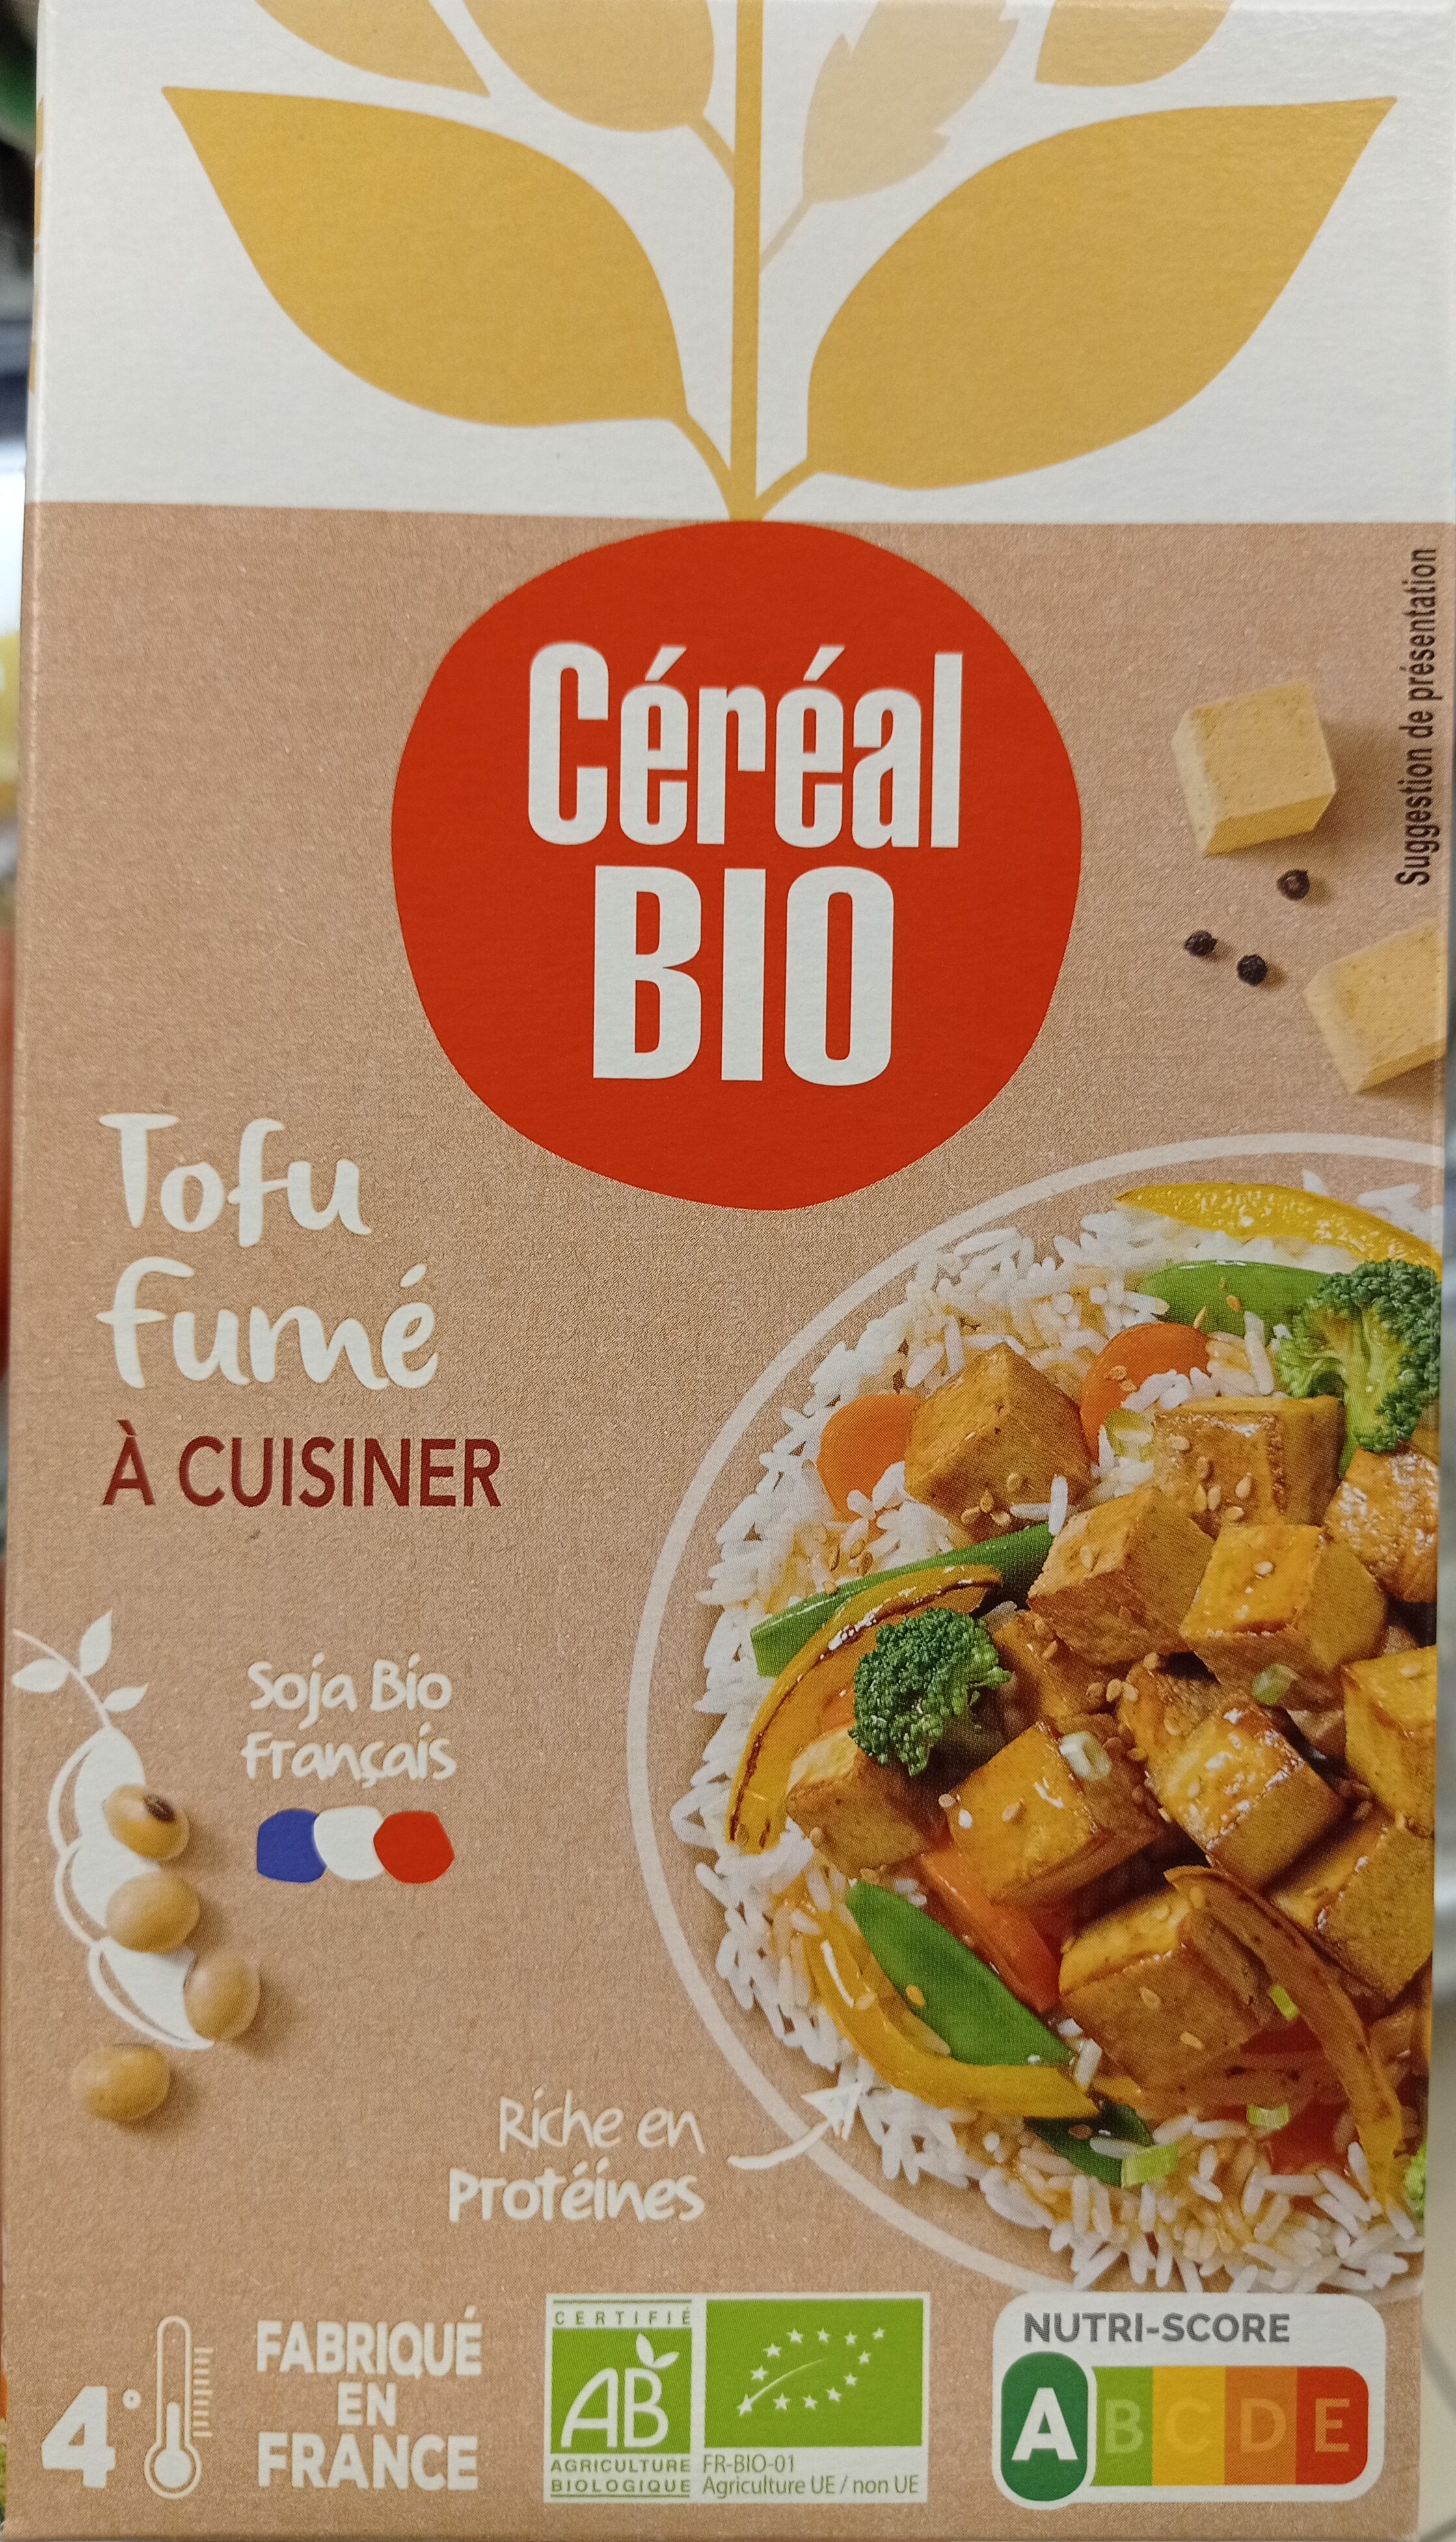 Céréal
BIO
Suggestion de présentation
Tofu
fumé
À CUISINER
Soja Bio
Français
Riche en
Protéines
4°
FABRIQUÉ
EN
FRANCE
CERTIFIÉ
AB
AGRICULTURE
BIOLOGIQUE
FR-BIO-01
Agriculture UE / non UE
NUTRI-SCORE
A B C D E